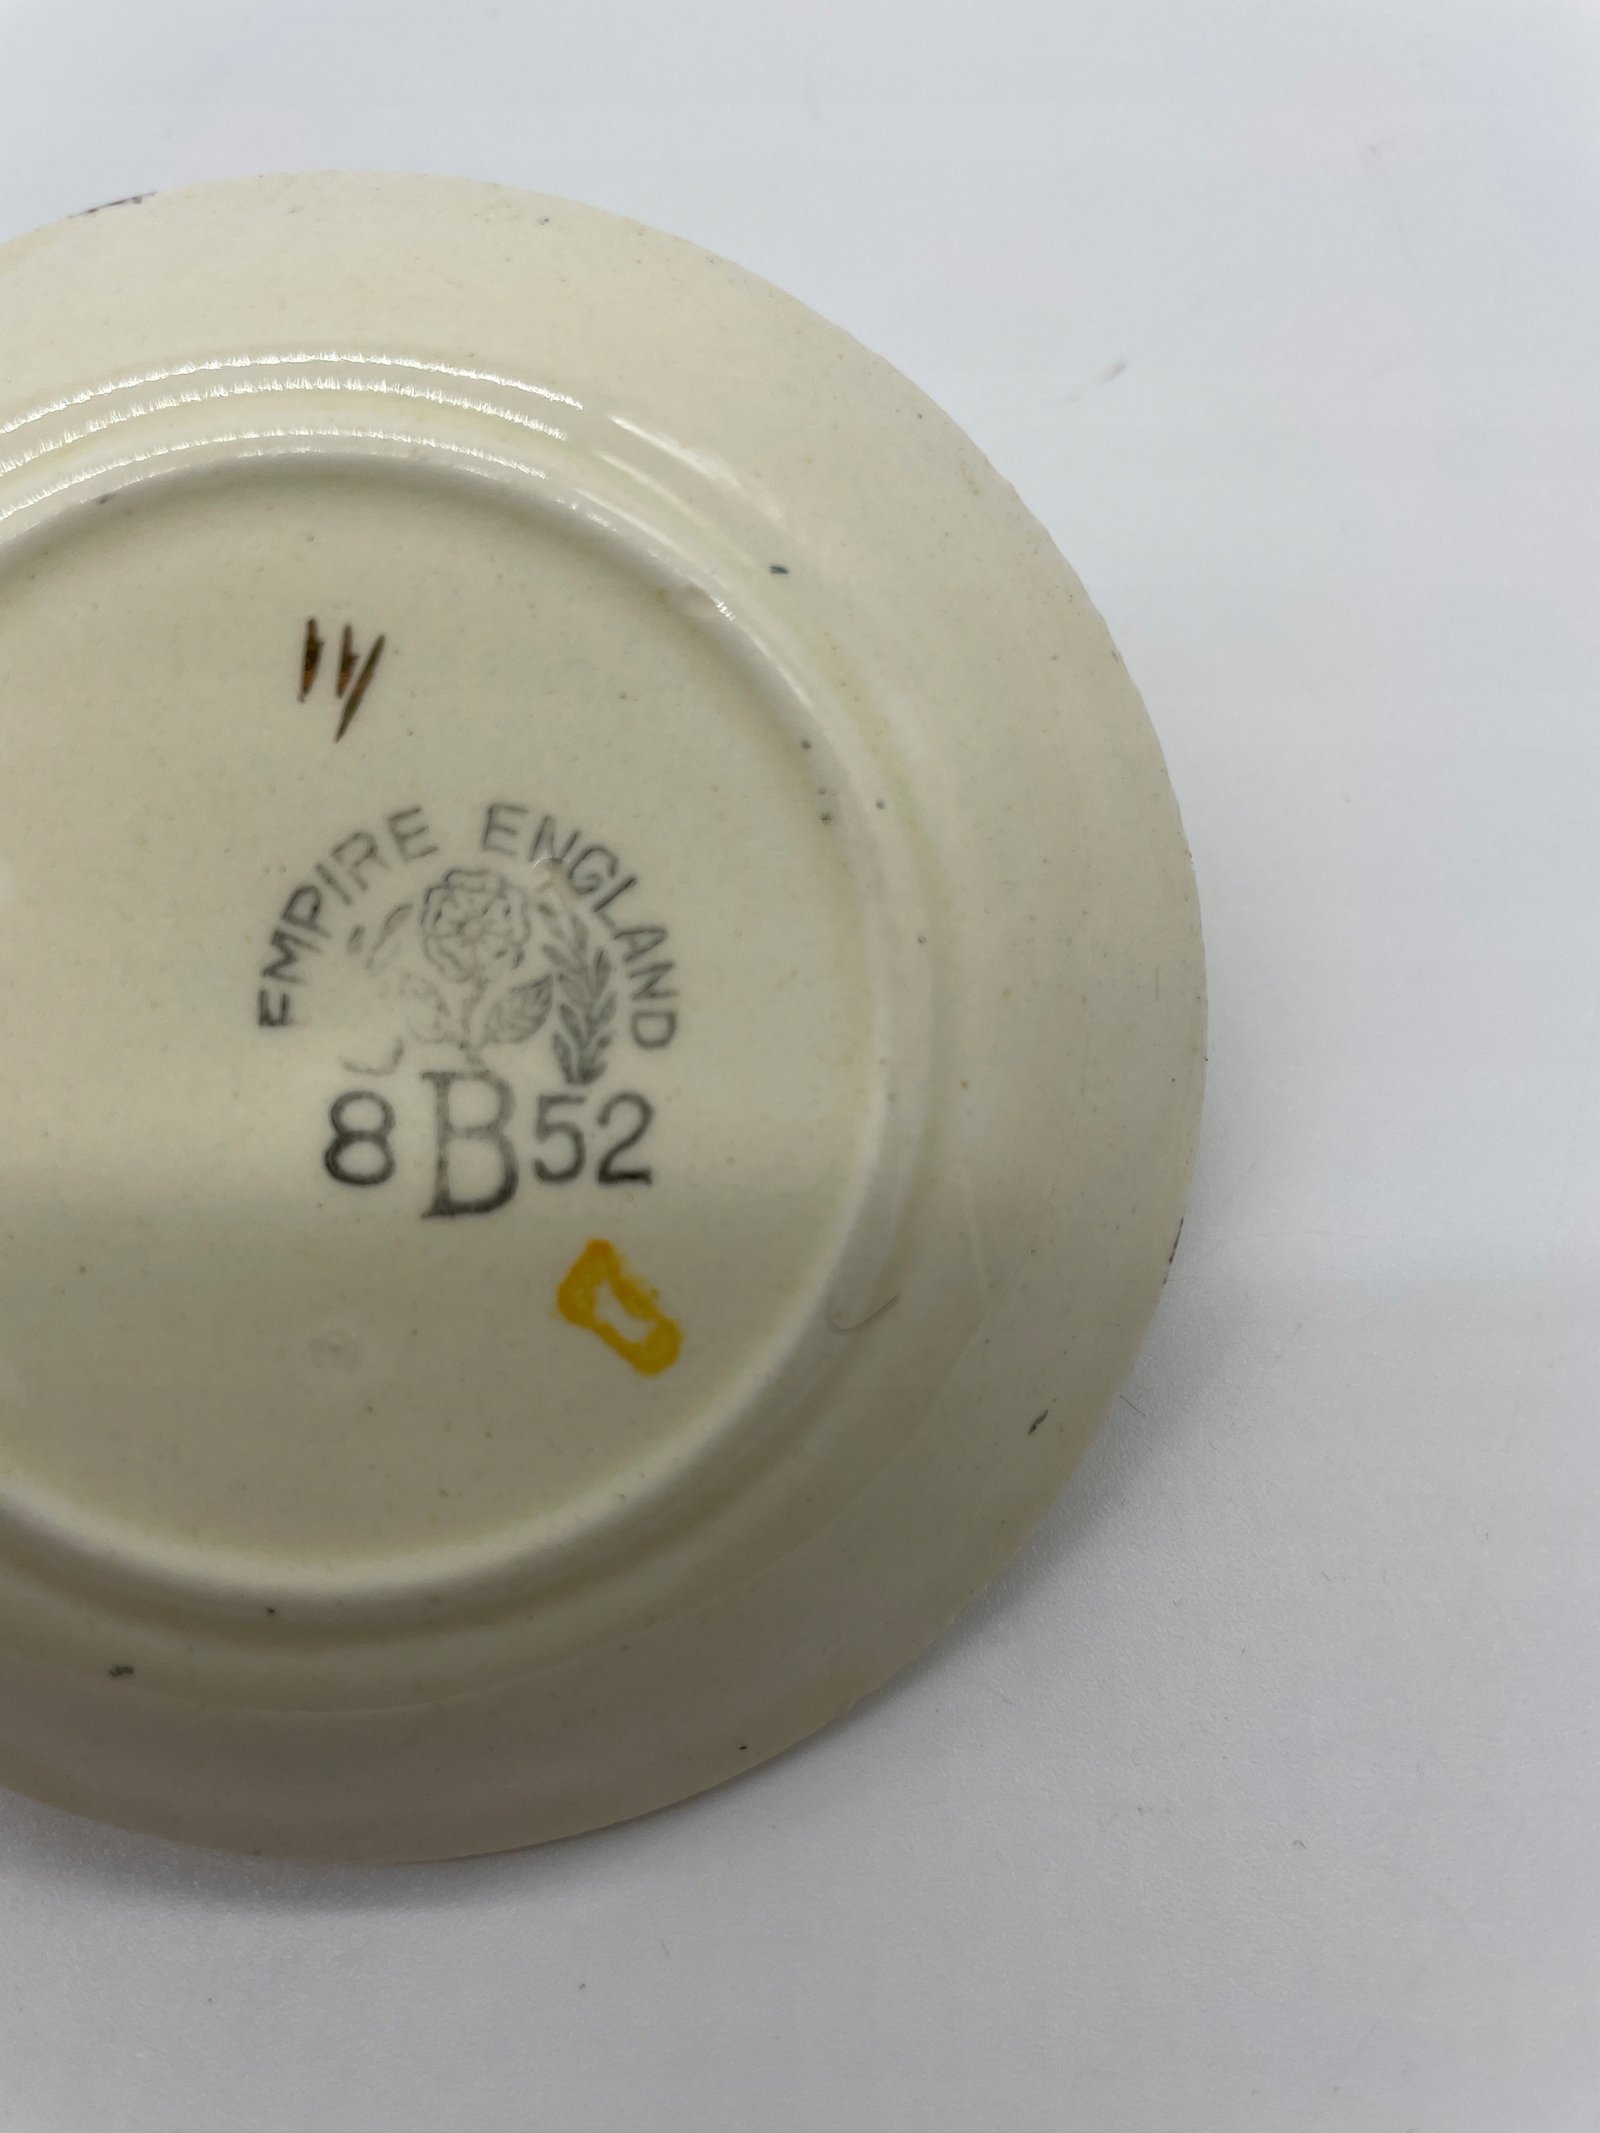 EMPIRE ENGLAND
8 B 52